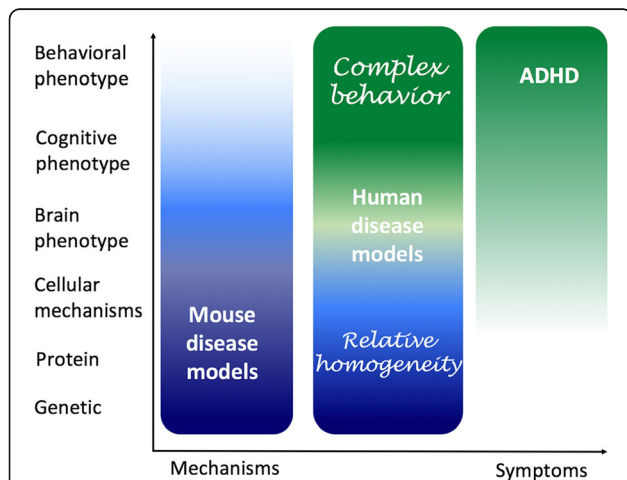 Behavioral
phenotype
Cognitive
phenotype
Brain
phenotype
Cellular
mechanisms
Protein
Genetic
Mouse
disease
models
Complex
behavior
Human
disease
models
Relative
homogeneity
ADHD
Mechanisms
Symptoms